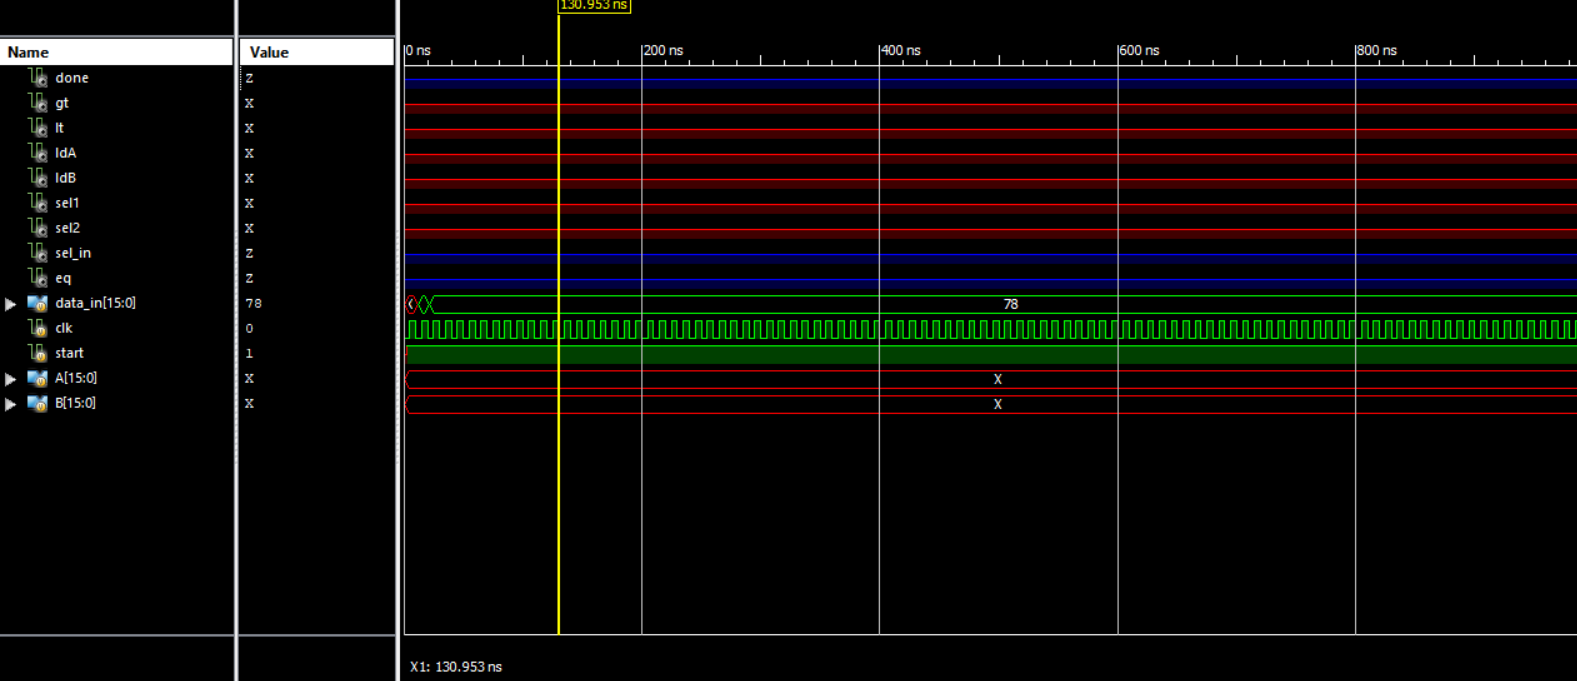 130.953 ns
Name Value 0 ns 200 ns 400 ns 600 ns 800 ns
done Z
gt X
lt X
ldA X
ldB X
sel1 X
sel2 X
sel_in Z
eq Z
data_in[15:0] 78 78
clk 0
start 1
A[15:0] X X
B[15:0] X X
X1: 130.953 ns